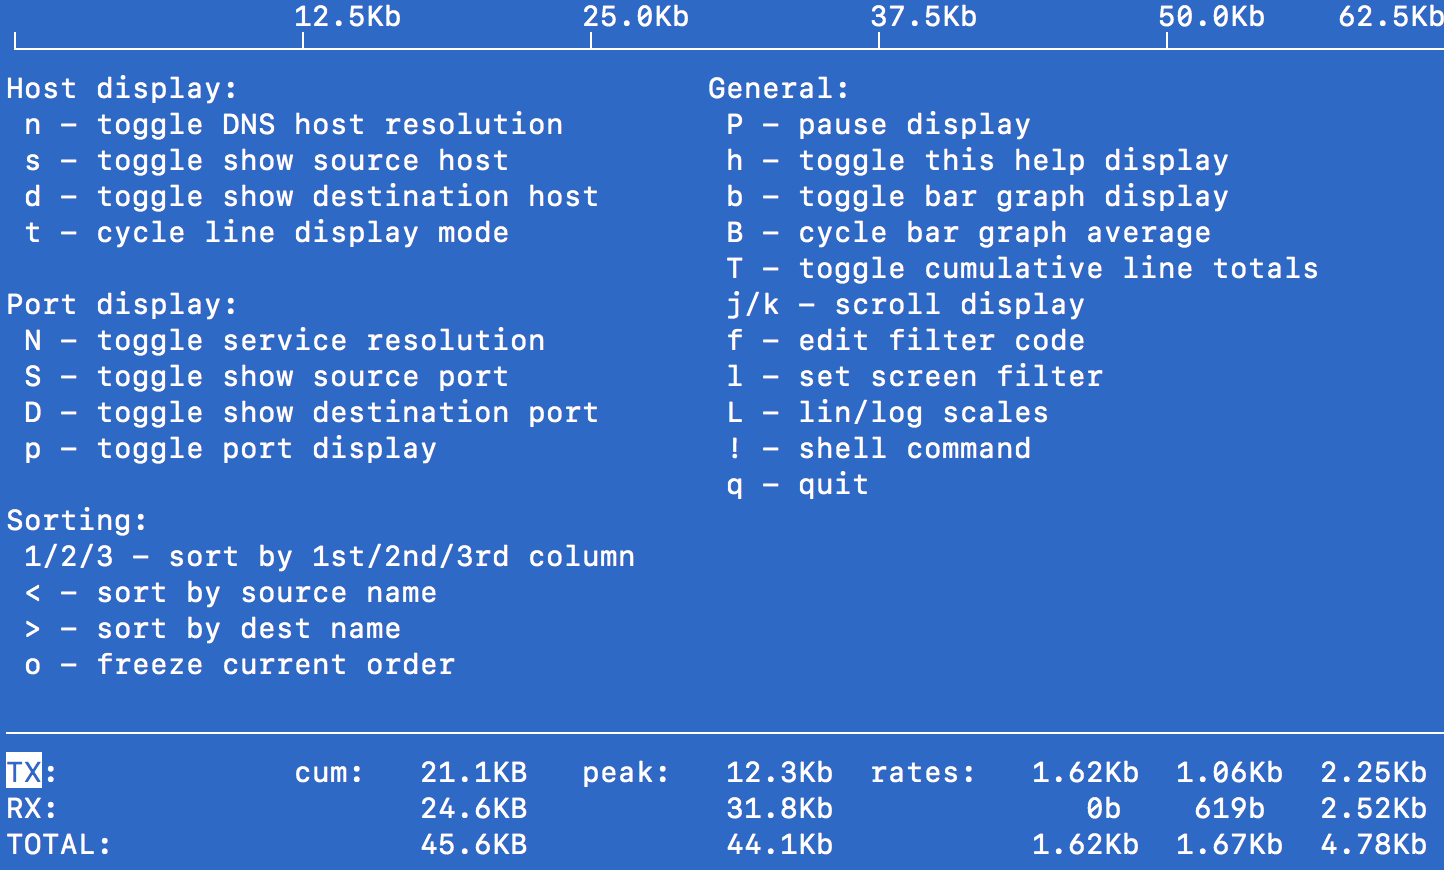 12.5Kb 25.0Kb 37.5Kb 50.0Kb 62.5Kb
Host display:
n – toggle DNS host resolution
s – toggle show source host
d – toggle show destination host
t – cycle line display mode
Port display:
N – toggle service resolution
S – toggle show source port
D – toggle show destination port
p – toggle port display
Sorting:
1/2/3 – sort by 1st/2nd/3rd column
< – sort by source name
> – sort by dest name
o – freeze current order
General:
P – pause display
h – toggle this help display
b – toggle bar graph display
B – cycle bar graph average
T – toggle cumulative line totals
j/k – scroll display
f – edit filter code
l – set screen filter
L – lin/log scales
! – shell command
q – quit
TX: cum: 21.1KB peak: 12.3Kb rates: 1.62Kb 1.06Kb 2.25Kb
RX: 24.6KB 31.8Kb 0b 619b 2.52Kb
TOTAL: 45.6KB 44.1Kb 1.62Kb 1.67Kb 4.78Kb